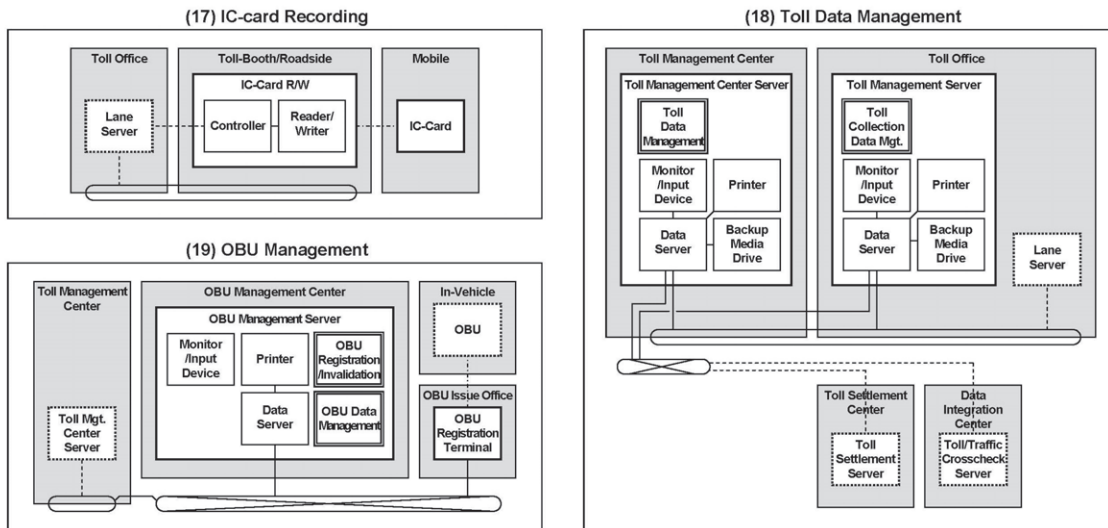 (17) IC-card Recording
Toll Office
Toll-Booth/Roadside
Mobile
IC-Card R/W
Lane
Server
Controller
Reader/
Writer
IC-Card
(18) Toll Data Management
Toll Management Center
Toll Office
Toll Management Center Server
Toll Management Server
Toll
Data
Management
Toll
Collection
Data Mgt.
Monitor
/Input
Device
Printer
Monitor
/Input
Device
Printer
Data
Server
Backup
Media
Drive
Data
Server
Backup
Media
Drive
Lane
Server
Toll Settlement
Center
Data
Integration
Center
Toll
Settlement
Server
Toll/Traffic
Crosscheck
Server
(19) OBU Management
Toll Management
Center
OBU Management Center
In-Vehicle
OBU Management Server
OBU
Monitor
/Input
Device
Printer
OBU
Registration
/Invalidation
OBU Issue Office
Toll Mgt.
Center
Server
Data
Server
OBU Data
Management
OBU
Registration
Terminal